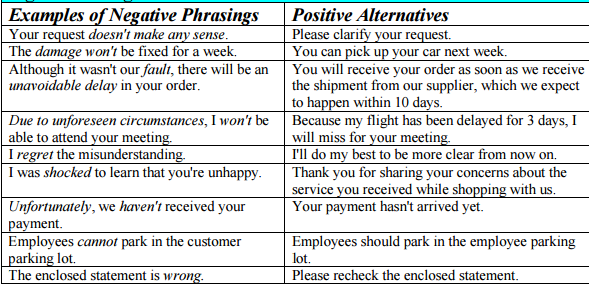 Examples of Negative Phrasings
Positive Alternatives
Your request doesn't make any sense.
Please clarify your request.
The damage won't be fixed for a week.
You can pick up your car next week.
Although it wasn't our fault, there will be an
unavoidable delay in your order.
You will receive your order as soon as we receive
the shipment from our supplier, which we expect
to happen within 10 days.
Due to unforeseen circumstances, I won't be
able to attend your meeting.
Because my flight has been delayed for 3 days, I
will miss for your meeting.
I regret the misunderstanding.
I'll do my best to be more clear from now on.
I was shocked to learn that you're unhappy.
Thank you for sharing your concerns about the
service you received while shopping with us.
Unfortunately, we haven't received your
payment.
Your payment hasn't arrived yet.
Employees cannot park in the customer
parking lot.
Employees should park in the employee parking
lot.
The enclosed statement is wrong.
Please recheck the enclosed statement.